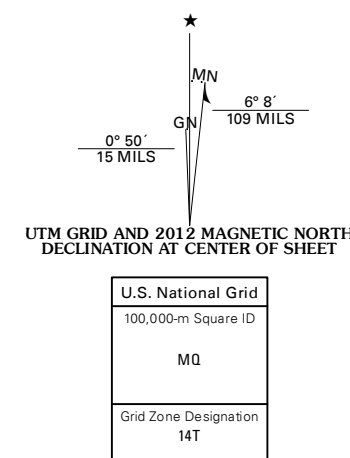 ★
MN
GN
6° 8´
109 MILS
0° 50´
15 MILS
UTM GRID AND 2012 MAGNETIC NORTH
DECLINATION AT CENTER OF SHEET
U.S. National Grid
100,000-m Square ID
MQ
Grid Zone Designation
14T